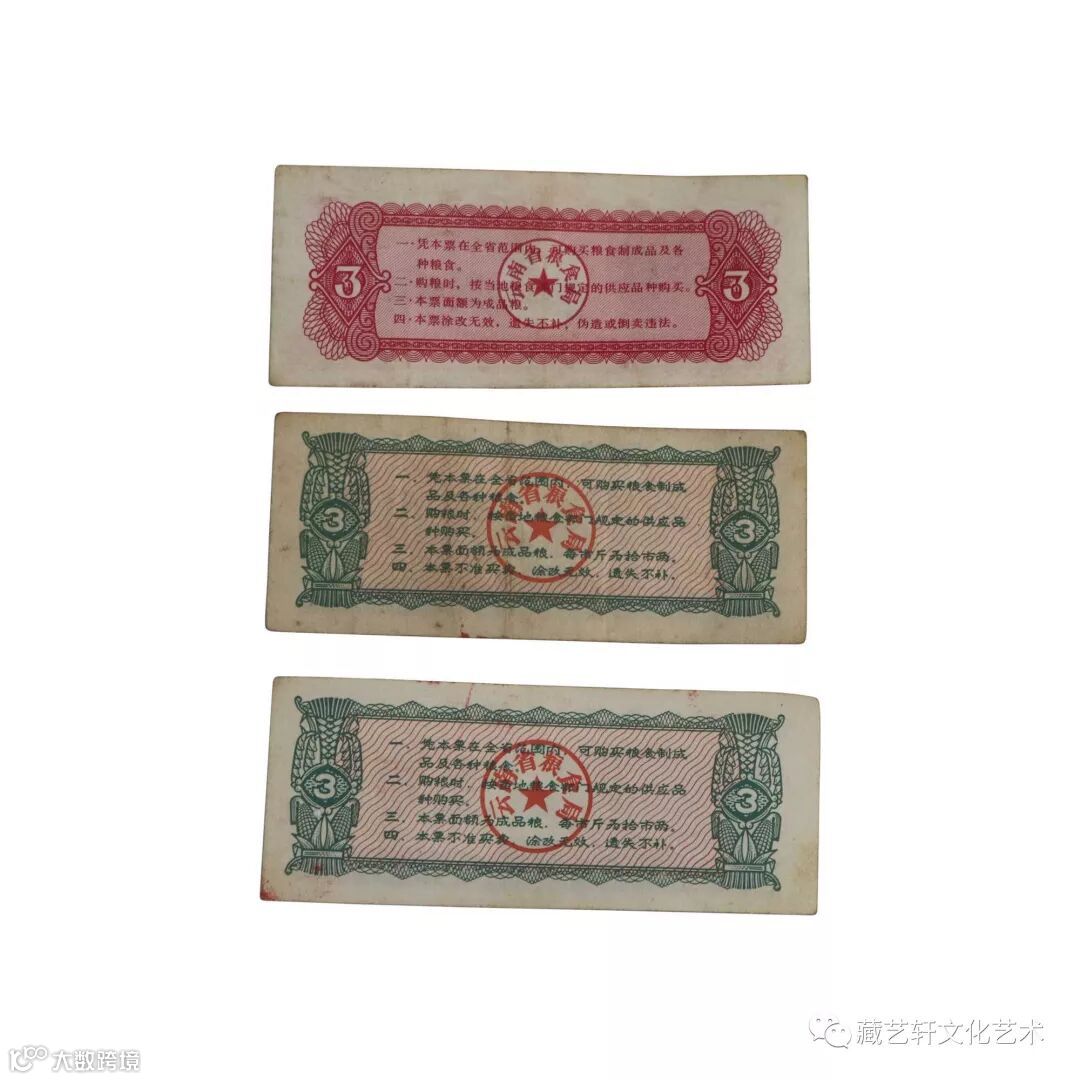 一·凭本票在全省范围内,可购买粮食制成品及各
种粮食。
二·购粮时,按当地粮食部门规定的供应品种购买。
三·本票面额为成品粮。
四·本票涂改无效,遗失不补,伪造或倒卖违法。
3
3
云南省粮食局
一、凭本票在全省范围内,可购买粮食制成
品及各种粮食。
二、购粮时,按当地粮食部门规定的供应品
种购买。
三、本票面额为成品粮,每市斤为拾市两。
四、本票不准买卖,涂改无效,遗失不补。
3
3
云南省粮食局
一、凭本票在全省范围内,可购买粮食制成
品及各种粮食。
二、购粮时,按当地粮食部门规定的供应品
种购买。
三、本票面额为成品粮,每市斤为拾市两。
四、本票不准买卖,涂改无效,遗失不补。
3
3
云南省粮食局
藏艺轩文化艺术
大数跨境